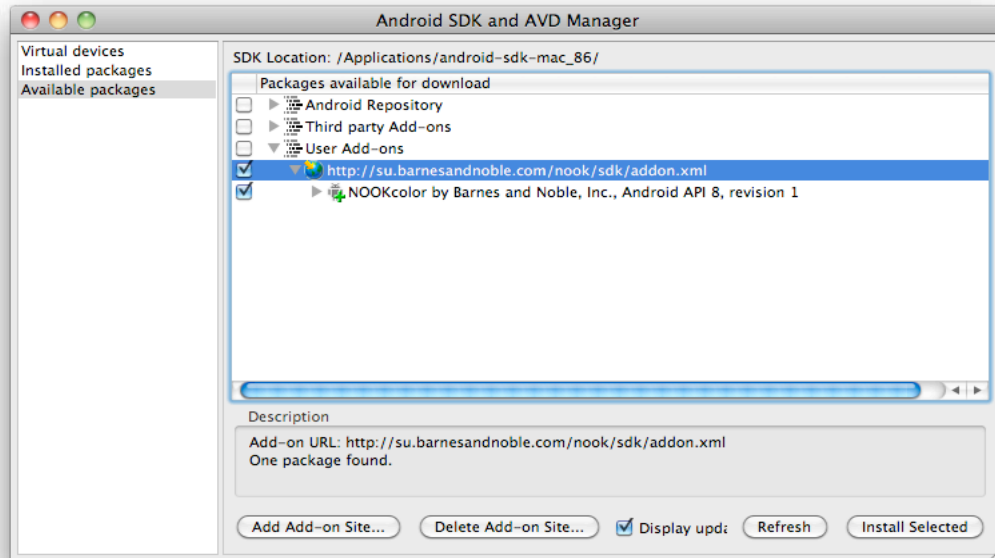 Android SDK and AVD Manager
Virtual devices
Installed packages
Available packages
SDK Location: /Applications/android-sdk-mac_86/
Packages available for download
Android Repository
Third party Add-ons
User Add-ons
http://su.barnesandnoble.com/nook/sdk/addon.xml
NOOKcolor by Barnes and Noble, Inc., Android API 8, revision 1
Description
Add-on URL: http://su.barnesandnoble.com/nook/sdk/addon.xml
One package found.
Add Add-on Site... Delete Add-on Site... Display upda Refresh Install Selected